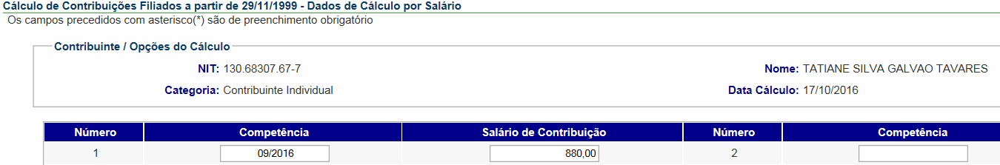 Cálculo de Contribuições Filiados a partir de 29/11/1999 - Dados de Cálculo por Salário
Os campos precedidos com asterisco(*) são de preenchimento obrigatório
Contribuinte / Opções do Cálculo
NIT: 130.68307.67-7 Nome: TATIANE SILVA GALVAO TAVARES
Categoria: Contribuinte Individual Data Cálculo: 17/10/2016
Número Competência Salário de Contribuição Número Competência
1 09/2016 880,00 2